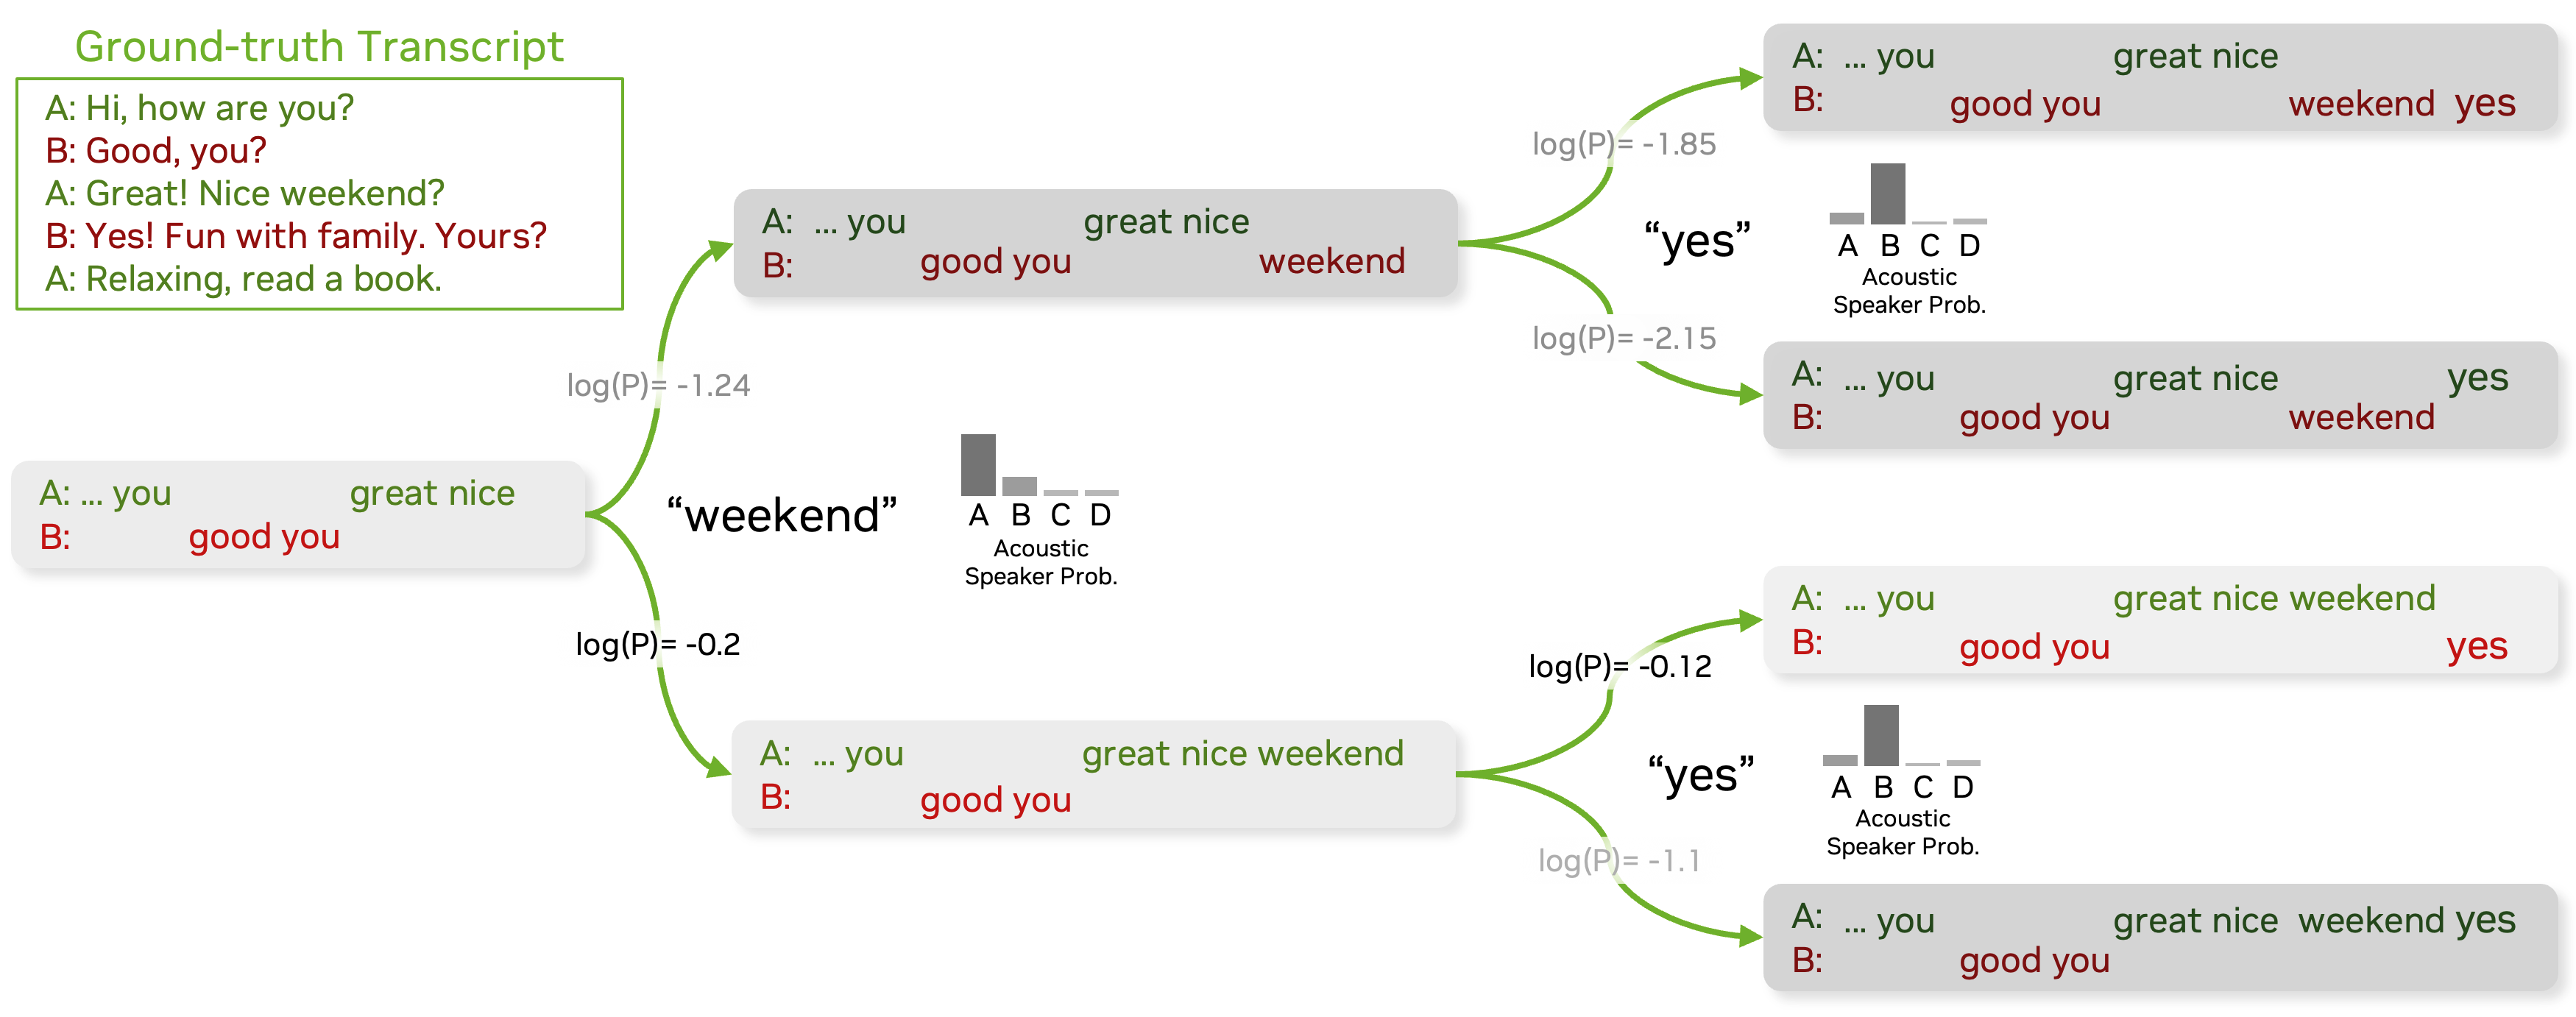 Ground-truth Transcript
A: Hi, how are you?
B: Good, you?
A: Great! Nice weekend?
B: Yes! Fun with family. Yours?
A: Relaxing, read a book.
A: ... you great nice
B: good you
log(P)= -1.24
“weekend”
A B C D
Acoustic
Speaker Prob.
log(P)= -0.2
A: ... you great nice
B: good you weekend
A: ... you great nice weekend
B: good you
log(P)= -1.85
“yes”
A B C D
Acoustic
Speaker Prob.
log(P)= -2.15
A: ... you great nice
B: good you weekend yes
A: ... you great nice yes
B: good you weekend
log(P)= -0.12
“yes”
A B C D
Acoustic
Speaker Prob.
log(P)= -1.1
A: ... you great nice weekend
B: good you yes
A: ... you great nice weekend yes
B: good you